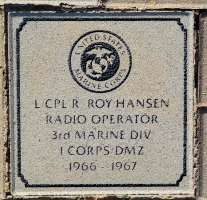 UNITED STATES
MARINE CORPS
L CPL R ROY HANSEN
RADIO OPERATOR
3rd MARINE DIV
I CORPS DMZ
1966 - 1967